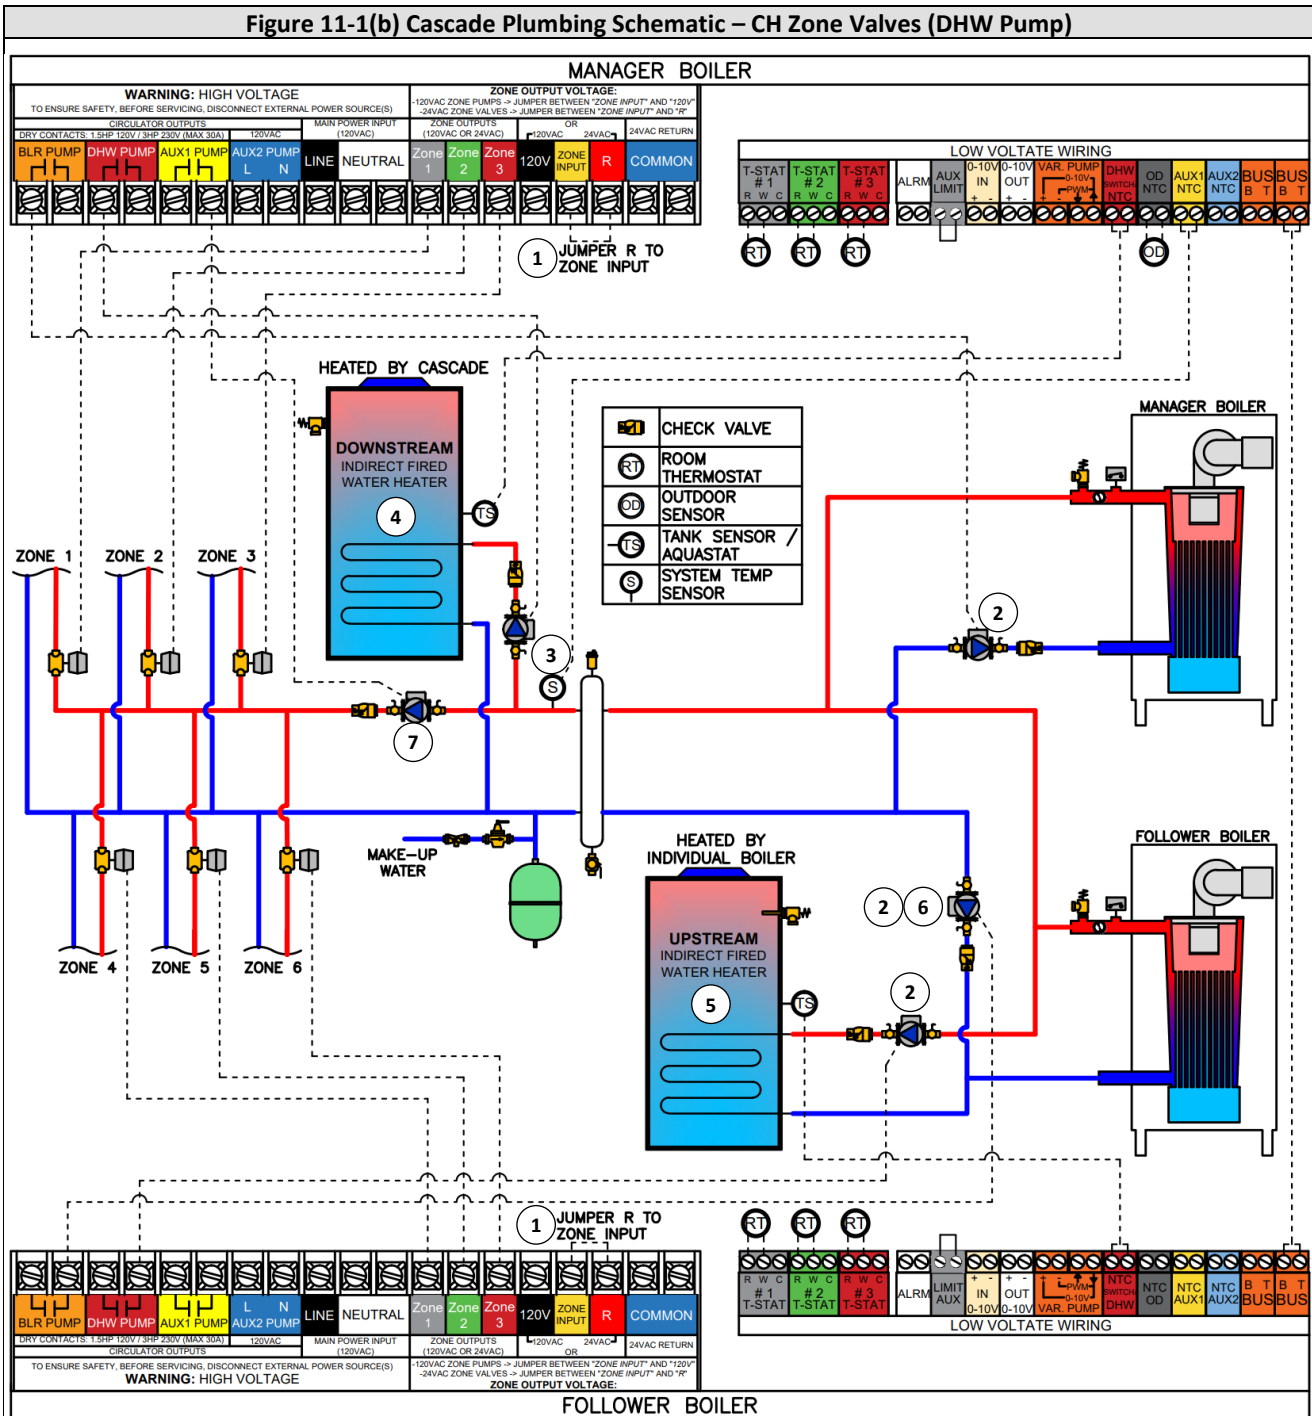 Figure 11-1(b) Cascade Plumbing Schematic – CH Zone Valves (DHW Pump)
MANAGER BOILER
WARNING: HIGH VOLTAGE
TO ENSURE SAFETY, BEFORE SERVICING, DISCONNECT EXTERNAL POWER SOURCE(S)
ZONE OUTPUT VOLTAGE:
-120VAC ZONE PUMPS -> JUMPER BETWEEN "ZONE INPUT" AND "120V"
-24VAC ZONE VALVES -> JUMPER BETWEEN "ZONE INPUT" AND "R"
CIRCULATOR OUTPUTS
DRY CONTACTS: 1.5HP 120V / 3HP 230V (MAX 30A)
120VAC
MAIN POWER INPUT
(120VAC)
ZONE OUTPUTS
(120VAC OR 24VAC)
OR
120VAC 24VAC
24VAC RETURN
BLR PUMP
DHW PUMP
AUX1 PUMP
AUX2 PUMP
L N
LINE
NEUTRAL
Zone
1
Zone
2
Zone
3
120V
ZONE
INPUT
R
COMMON
LOW VOLTATE WIRING
T-STAT
# 1
R W C
T-STAT
# 2
R W C
T-STAT
# 3
R W C
ALRM
AUX
LIMIT
0-10V
IN
+ -
0-10V
OUT
+ -
VAR. PUMP
0-10V
PWM
+ -
DHW
SWITCH/
NTC
OD
NTC
AUX1
NTC
AUX2
NTC
BUS
B T
BUS
B T
RT
RT
RT
OD
1
JUMPER R TO
ZONE INPUT
HEATED BY CASCADE
DOWNSTREAM
INDIRECT FIRED
WATER HEATER
4
TS
CHECK VALVE
RT
ROOM
THERMOSTAT
OD
OUTDOOR
SENSOR
TS
TANK SENSOR /
AQUASTAT
S
SYSTEM TEMP
SENSOR
MANAGER BOILER
ZONE 1
ZONE 2
ZONE 3
2
3
S
7
MAKE-UP
WATER
HEATED BY
INDIVIDUAL BOILER
FOLLOWER BOILER
UPSTREAM
INDIRECT FIRED
WATER HEATER
5
TS
2
6
2
ZONE 4
ZONE 5
ZONE 6
1
JUMPER R TO
ZONE INPUT
RT
RT
RT
BLR PUMP
DHW PUMP
AUX1 PUMP
L N
AUX2 PUMP
LINE
NEUTRAL
Zone
1
Zone
2
Zone
3
120V
ZONE
INPUT
R
COMMON
R W C
# 1
T-STAT
R W C
# 2
T-STAT
R W C
# 3
T-STAT
ALRM
LIMIT
AUX
+ -
IN
0-10V
+ -
OUT
0-10V
+ -
PWM
0-10V
VAR. PUMP
NTC
SWITCH/
DHW
NTC
OD
NTC
AUX1
NTC
AUX2
B T
BUS
B T
BUS
LOW VOLTATE WIRING
DRY CONTACTS: 1.5HP 120V / 3HP 230V (MAX 30A)
120VAC
CIRCULATOR OUTPUTS
MAIN POWER INPUT
(120VAC)
ZONE OUTPUTS
(120VAC OR 24VAC)
120VAC 24VAC
OR
24VAC RETURN
TO ENSURE SAFETY, BEFORE SERVICING, DISCONNECT EXTERNAL POWER SOURCE(S)
WARNING: HIGH VOLTAGE
-120VAC ZONE PUMPS -> JUMPER BETWEEN "ZONE INPUT" AND "120V"
-24VAC ZONE VALVES -> JUMPER BETWEEN "ZONE INPUT" AND "R"
ZONE OUTPUT VOLTAGE:
FOLLOWER BOILER